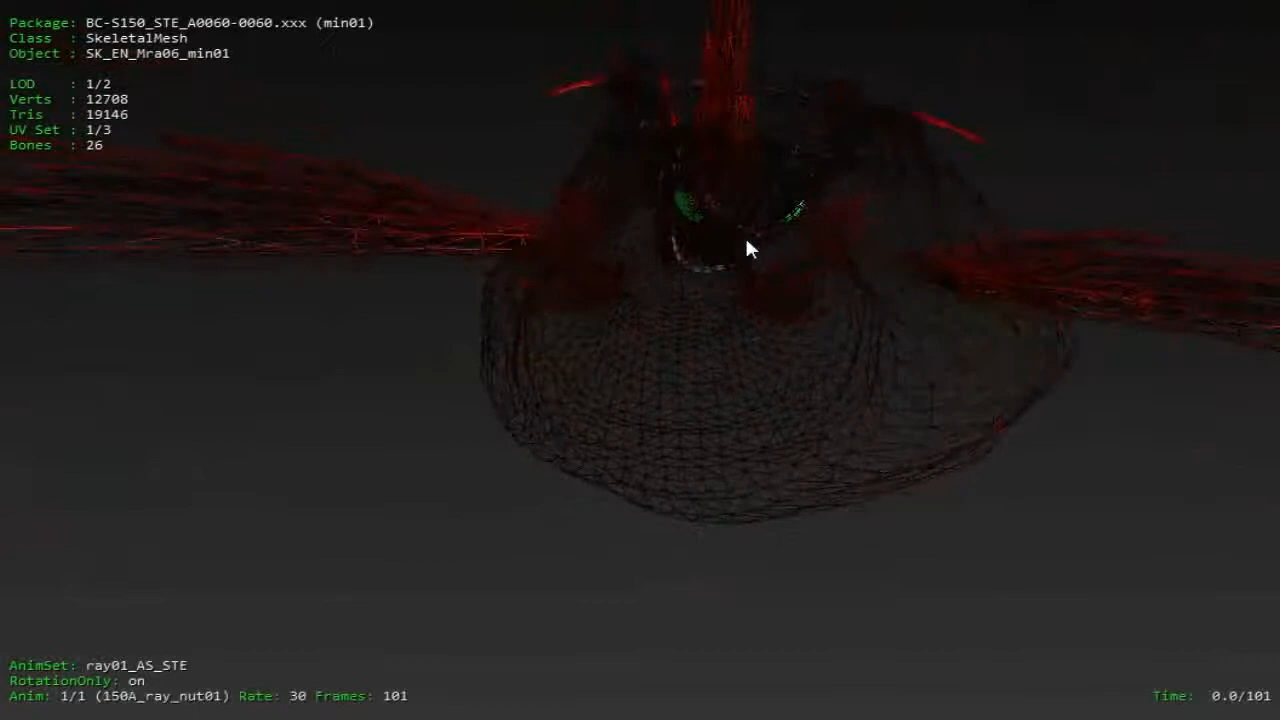 Package: BC-S150_STE_A0060-0060.xxx (min01)
Class : SkeletalMesh
Object : SK_EN_Mra06_min01
LOD : 1/2
Verts : 12708
Tris : 19146
UV Set : 1/3
Bones : 26
AnimSet: ray01_AS_STE
RotationOnly: on
Anim: 1/1 (150A_ray_nut01) Rate: 30 Frames: 101
Time: 0.0/101